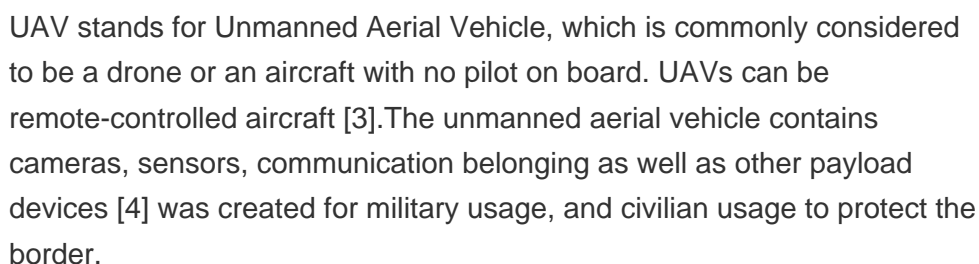 UAV stands for Unmanned Aerial Vehicle, which is commonly considered
to be a drone or an aircraft with no pilot on board. UAVs can be
remote-controlled aircraft [3].The unmanned aerial vehicle contains
cameras, sensors, communication belonging as well as other payload
devices [4] was created for military usage, and civilian usage to protect the
border.